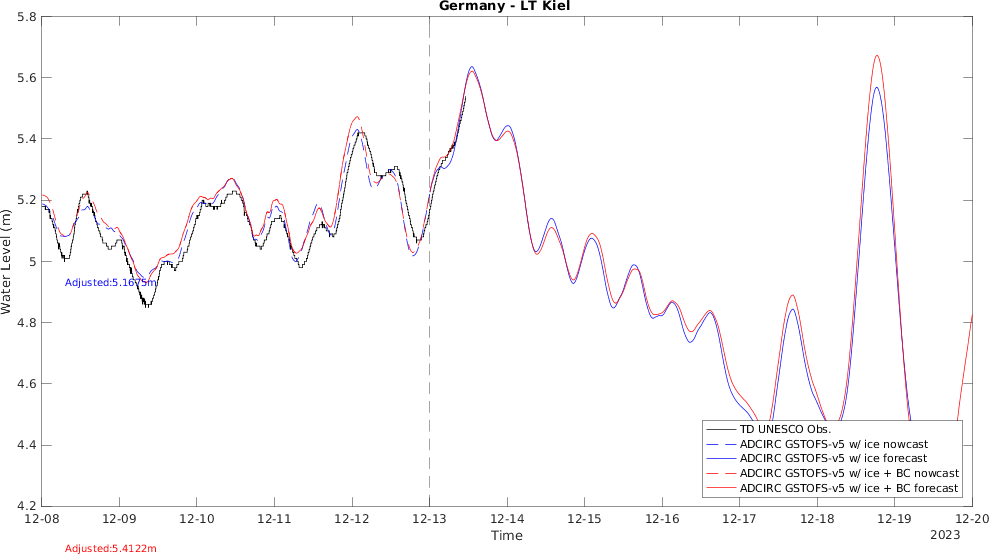 Germany - LT Kiel
5.8
5.6
5.4
5.2
5
4.8
4.6
4.4
4.2
Water Level (m)
Adjusted:5.1675m
TD UNESCO Obs.
ADCIRC GSTOFS-v5 w/ ice nowcast
ADCIRC GSTOFS-v5 w/ ice forecast
ADCIRC GSTOFS-v5 w/ ice + BC nowcast
ADCIRC GSTOFS-v5 w/ ice + BC forecast
12-08 12-09 12-10 12-11 12-12 12-13 12-14 12-15 12-16 12-17 12-18 12-19 12-20
Time
2023
Adjusted:5.4122m